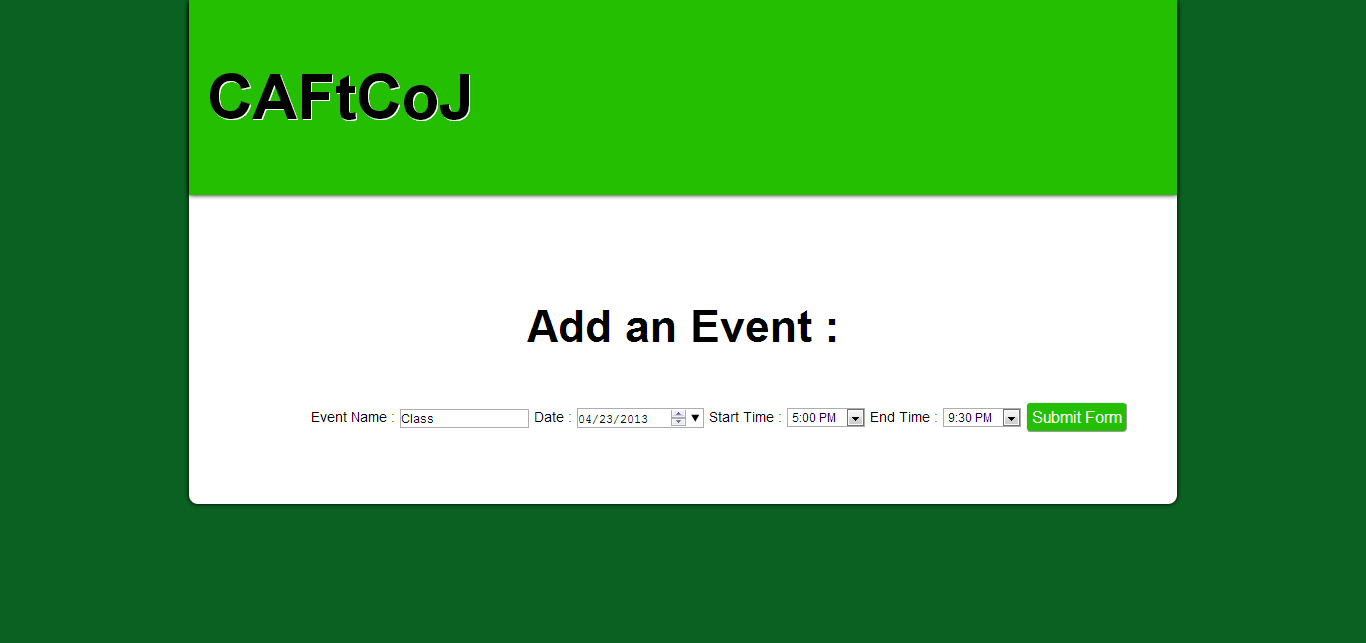 CAFtCoJ
Add an Event :
Event Name : Class Date : 04/23/2013 Start Time : 5:00 PM End Time : 9:30 PM Submit Form